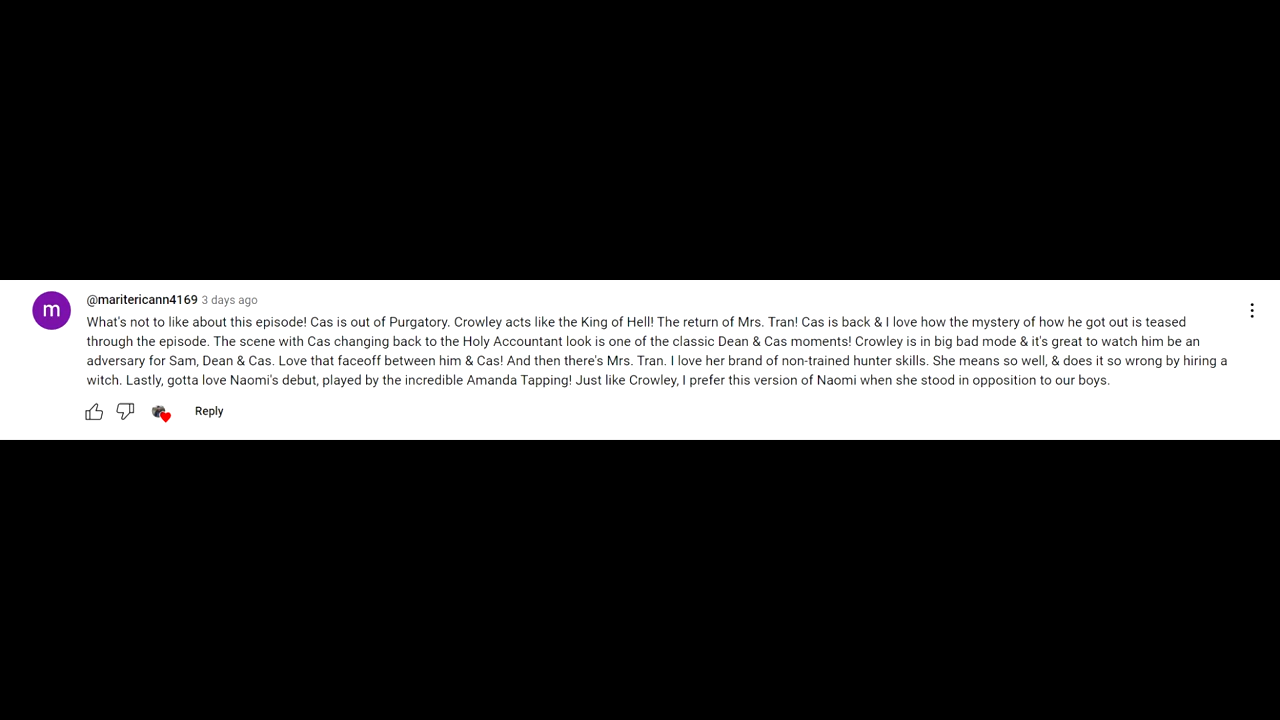 m
@maritericann4169 3 days ago
What's not to like about this episode! Cas is out of Purgatory. Crowley acts like the King of Hell! The return of Mrs. Tran! Cas is back & I love how the mystery of how he got out is teased
through the episode. The scene with Cas changing back to the Holy Accountant look is one of the classic Dean & Cas moments! Crowley is in big bad mode & it's great to watch him be an
adversary for Sam, Dean & Cas. Love that faceoff between him & Cas! And then there's Mrs. Tran. I love her brand of non-trained hunter skills. She means so well, & does it so wrong by hiring a
witch. Lastly, gotta love Naomi's debut, played by the incredible Amanda Tapping! Just like Crowley, I prefer this version of Naomi when she stood in opposition to our boys.
Reply